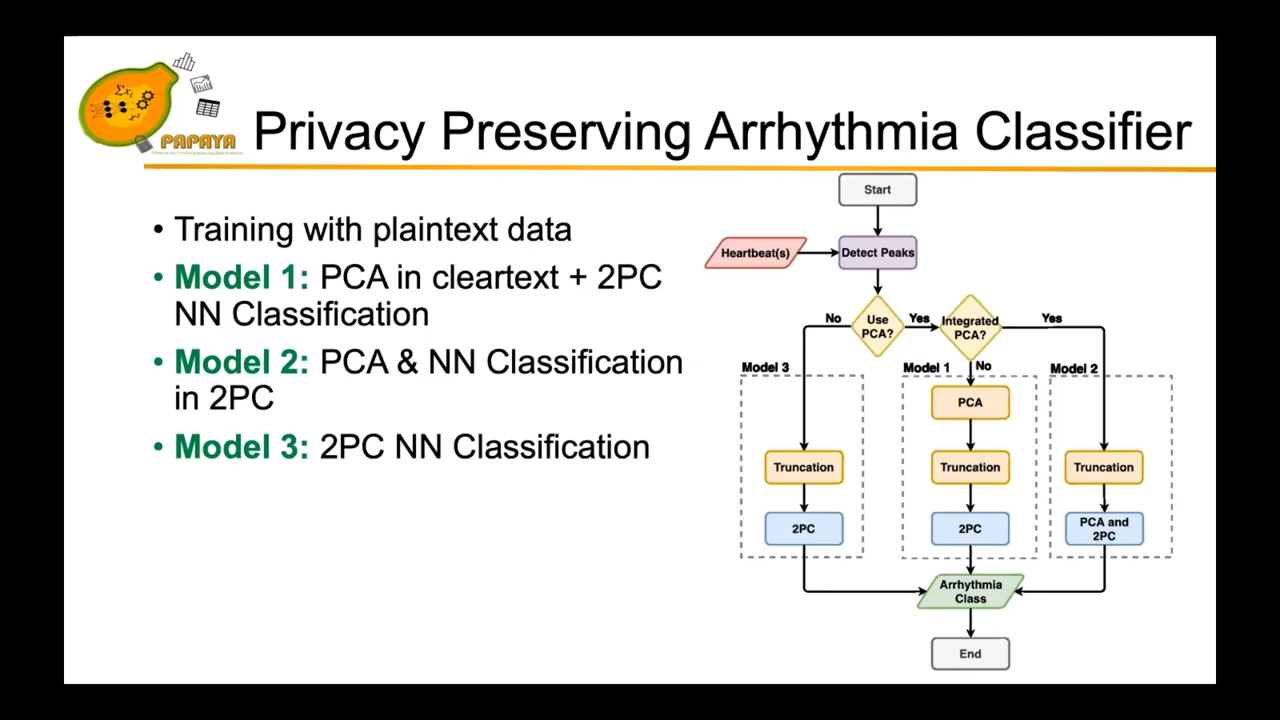 PAPAYA
Privacy Preserving Arrhythmia Classifier
• Training with plaintext data
• Model 1: PCA in cleartext + 2PC
NN Classification
• Model 2: PCA & NN Classification
in 2PC
• Model 3: 2PC NN Classification
Start
Heartbeat(s)
Detect Peaks
No
Use
PCA?
Yes
Integrated
PCA?
Yes
Model 3
Model 1
No
Model 2
PCA
Truncation
Truncation
Truncation
2PC
2PC
PCA and
2PC
Arrhythmia
Class
End